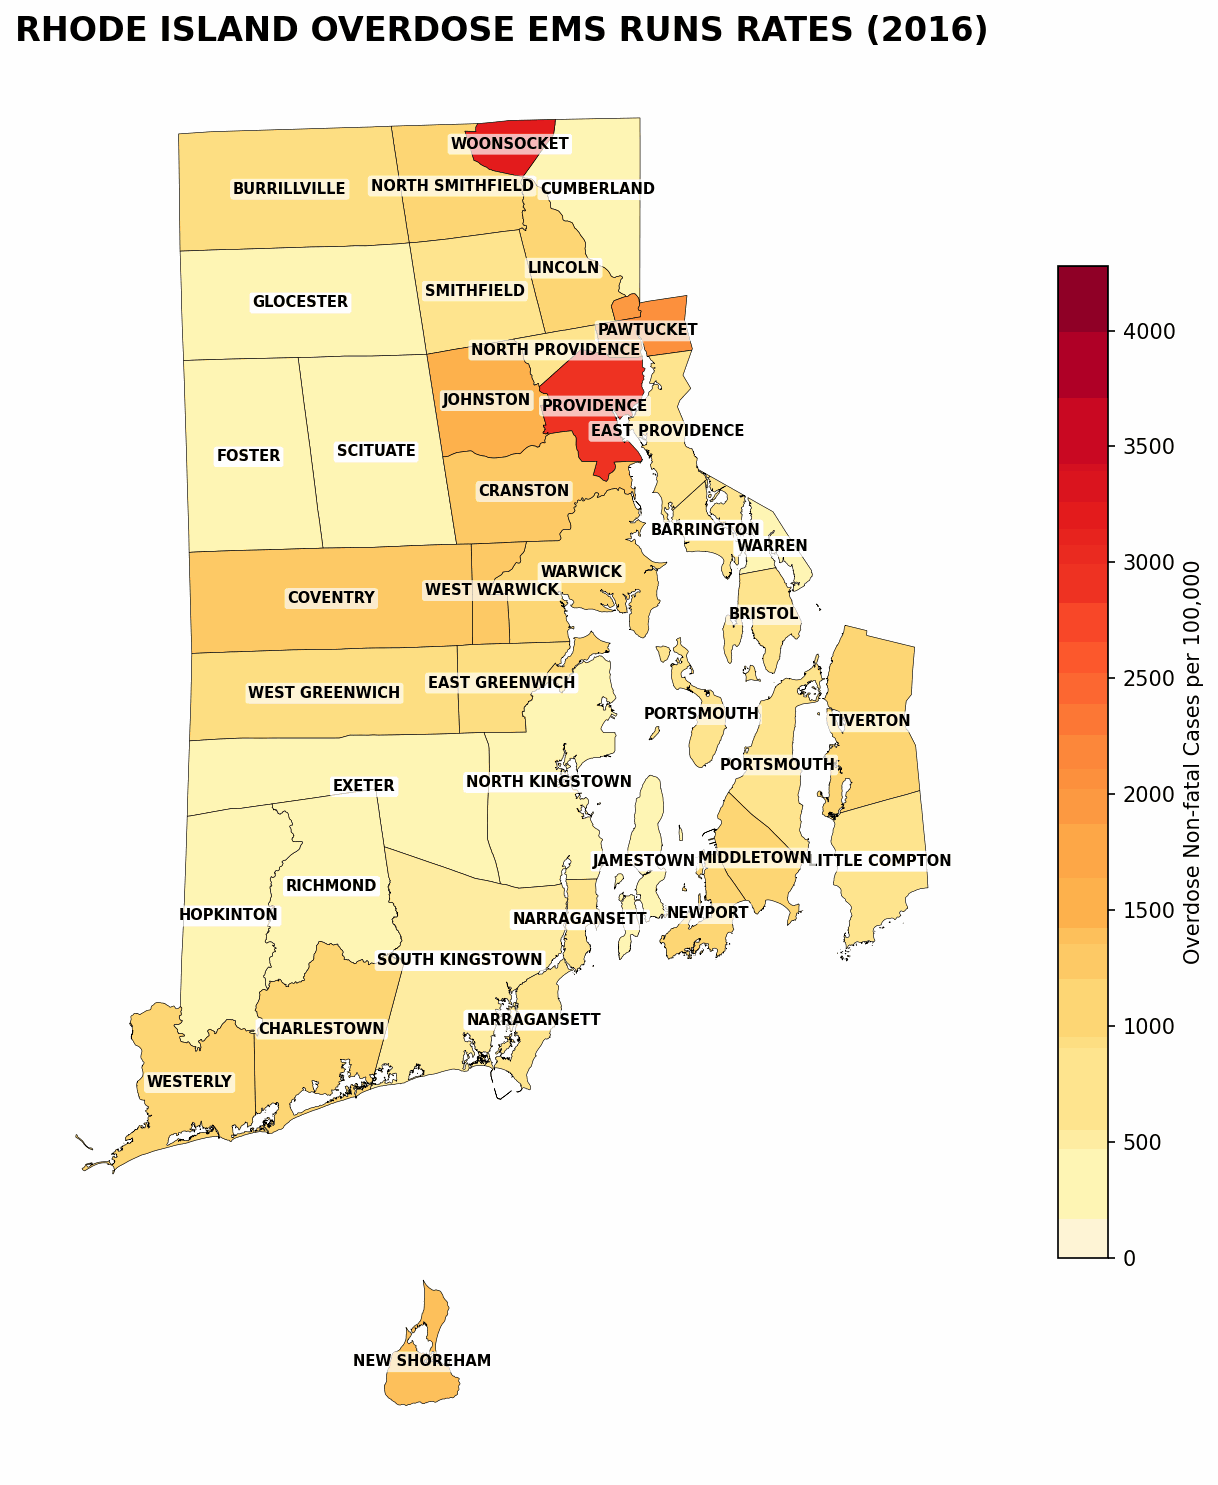 RHODE ISLAND OVERDOSE EMS RUNS RATES (2016)
WOONSOCKET
BURRILLVILLE
NORTH SMITHFIELD
CUMBERLAND
LINCOLN
SMITHFIELD
GLOCESTER
PAWTUCKET
NORTH PROVIDENCE
JOHNSTON
PROVIDENCE
EAST PROVIDENCE
FOSTER
SCITUATE
CRANSTON
BARRINGTON
WARREN
WARWICK
COVENTRY
WEST WARWICK
BRISTOL
WEST GREENWICH
EAST GREENWICH
PORTSMOUTH
TIVERTON
PORTSMOUTH
EXETER
NORTH KINGSTOWN
JAMESTOWN
MIDDLETOWN
LITTLE COMPTON
RICHMOND
HOPKINTON
NARRAGANSETT
NEWPORT
SOUTH KINGSTOWN
CHARLESTOWN
NARRAGANSETT
WESTERLY
NEW SHOREHAM
4000
3500
3000
2500
2000
1500
1000
500
0
Overdose Non-fatal Cases per 100,000